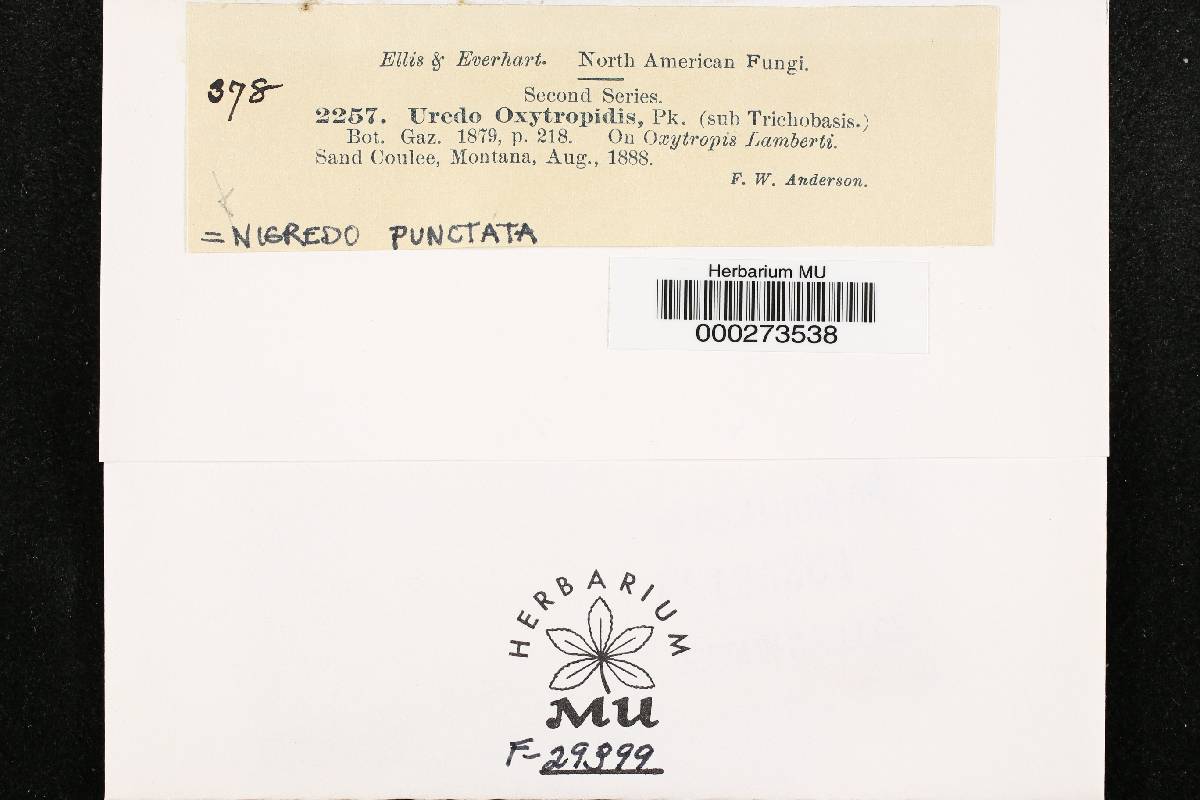 Ellis & Everhart. North American Fungi.
378
Second Series.
2257. Uredo Oxytropidis, Pk. (sub Trichobasis.)
Bot. Gaz. 1879, p. 218. On Oxytropis Lamberti.
Sand Coulee, Montana, Aug., 1888.
F. W. Anderson.
= NIGREDO PUNCTATA
Herbarium MU
000273538
HERBARIUM
MU
F-29399